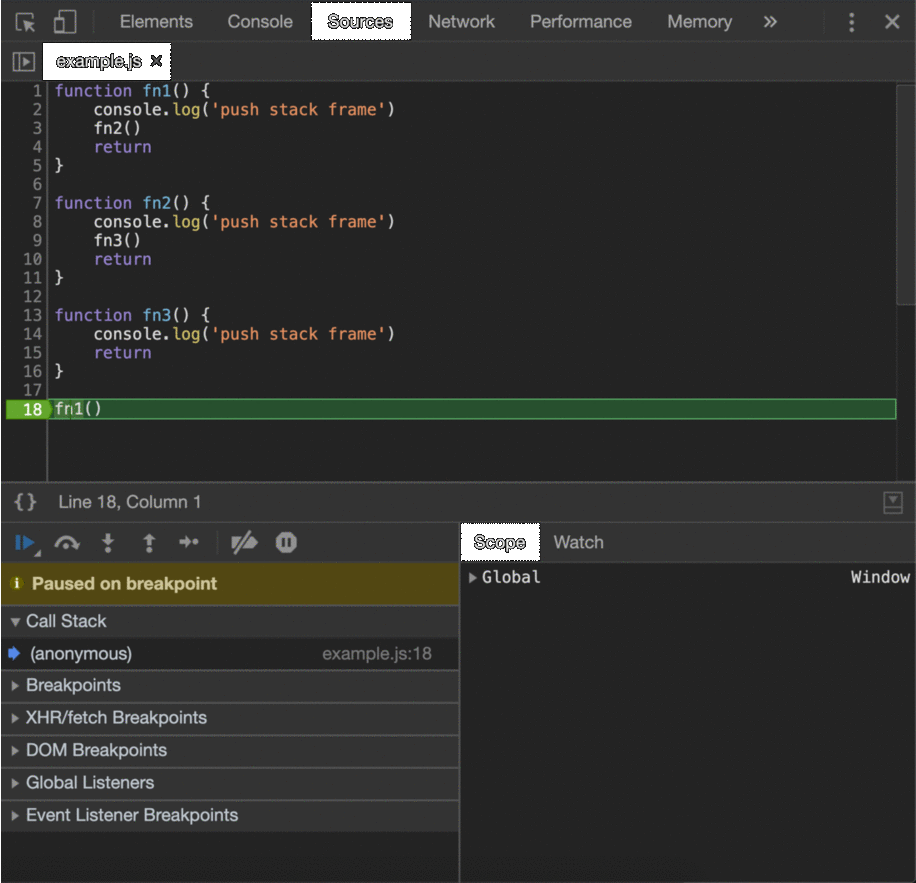 Elements Console Sources Network Performance Memory »
example.js ×
1 function fn1() {
2 console.log('push stack frame')
3 fn2()
4 return
5 }
6
7 function fn2() {
8 console.log('push stack frame')
9 fn3()
10 return
11 }
12
13 function fn3() {
14 console.log('push stack frame')
15 return
16 }
17
18 fn1()
{} Line 18, Column 1
Scope Watch
Paused on breakpoint
Global Window
Call Stack
(anonymous) example.js:18
Breakpoints
XHR/fetch Breakpoints
DOM Breakpoints
Global Listeners
Event Listener Breakpoints